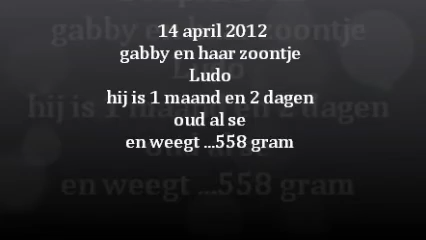 14 april 2012
gabby en haar zoontje
Ludo
hij is 1 maand en 2 dagen
oud al se
en weegt ...558 gram